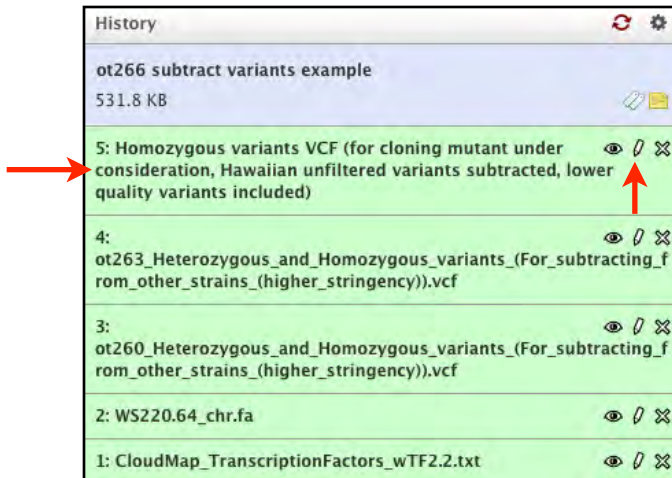 History
ot266 subtract variants example
531.8 KB
5: Homozygous variants VCF (for cloning mutant under
consideration, Hawaiian unfiltered variants subtracted, lower
quality variants included)
4:
ot263_Heterozygous_and_Homozygous_variants_(For_subtracting_f
rom_other_strains_(higher_stringency)).vcf
3:
ot260_Heterozygous_and_Homozygous_variants_(For_subtracting_f
rom_other_strains_(higher_stringency)).vcf
2: WS220.64_chr.fa
1: CloudMap_TranscriptionFactors_wTF2.2.txt